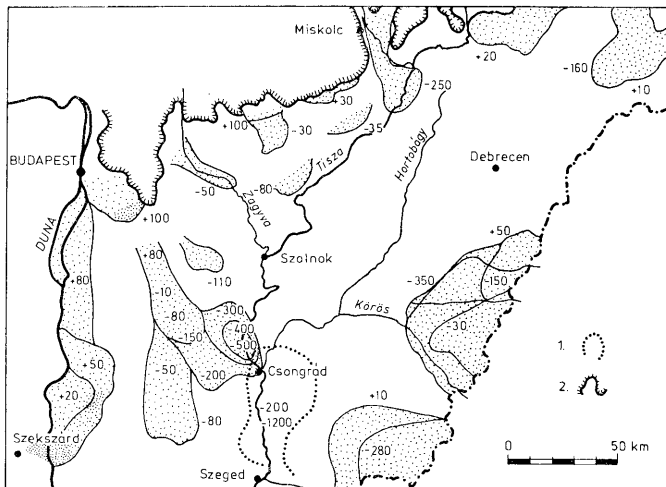 Miskolc
+20
-160
+10
-250
+30
+100
-30
-35
BUDAPEST
-50
-80
Tisza
Hortobágy
Debrecen
Zagyva
+100
DUNA
+80
+80
-110
Szolnok
+50
-10
-350
-150
-300
Körös
-80
-400
-30
-150
-500
1.
+50
-50
-200
Csongrád
2.
+20
-200
+10
-80
-1200
Szekszárd
-280
0
50 km
Szeged